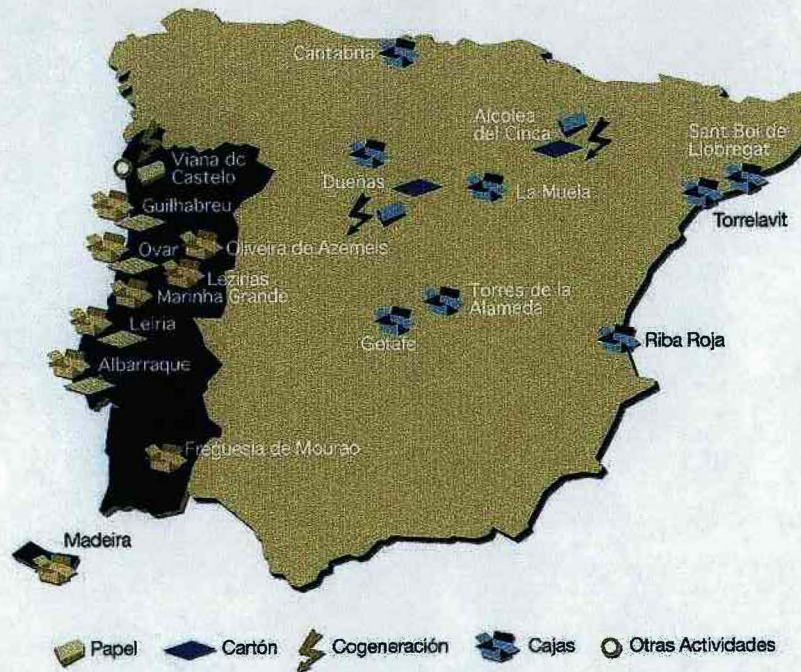 Cantabria
Alcolea
del Cinca
Sant Boi de
Llobregat
Viana do
Castelo
Dueñas
La Muela
Torrelavit
Guilhabreu
Ovar
Oliveira de Azemeis
Lezirias
Marinha Grande
Torres de la
Alameda
Leiria
Getafe
Riba Roja
Albarraque
Freguesia de Mourao
Madeira
Papel
Cartón
Cogeneración
Cajas
Otras Actividades